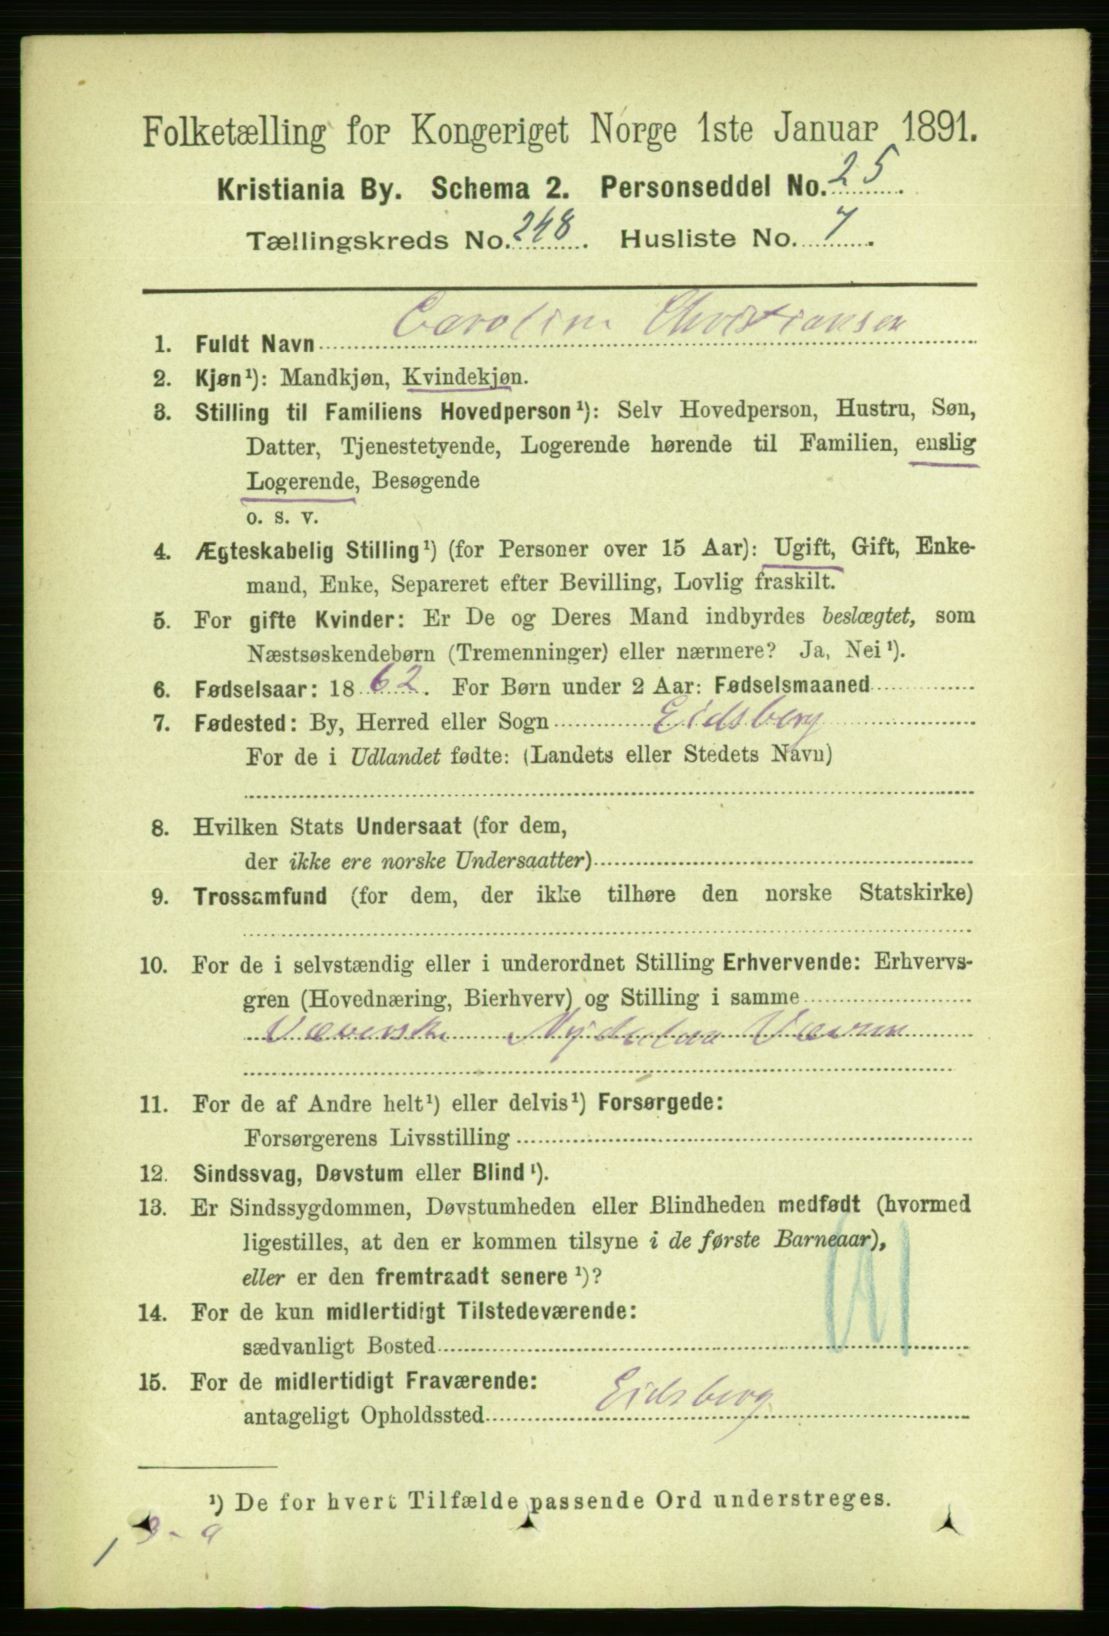 Folketælling for Kongeriget Norge 1ste Januar 1891.
Kristiania By. Schema 2. Personseddel No. 25.
Tællingskreds No. 248. Husliste No. 7.
1. Fuldt Navn Caroline Christiansen
2. Kjøn¹): Mandkjøn, Kvindekjøn.
3. Stilling til Familiens Hovedperson¹): Selv Hovedperson, Hustru, Søn,
Datter, Tjenestetyende, Logerende hørende til Familien, enslig
Logerende, Besøgende
o. s. v.
4. Ægteskabelig Stilling¹) (for Personer over 15 Aar): Ugift, Gift, Enke-
mand, Enke, Separeret efter Bevilling, Lovlig fraskilt.
5. For gifte Kvinder: Er De og Deres Mand indbyrdes beslægtet, som
Næstsøskendebørn (Tremenninger) eller nærmere? Ja, Nei¹).
6. Fødselsaar: 1862. For Børn under 2 Aar: Fødselsmaaned
7. Fødested: By, Herred eller Sogn Eidsberg
For de i Udlandet fødte: (Landets eller Stedets Navn)
8. Hvilken Stats Undersaat (for dem,
der ikke ere norske Undersaatter)
9. Trossamfund (for dem, der ikke tilhøre den norske Statskirke)
10. For de i selvstændig eller i underordnet Stilling Erhvervende: Erhvervs-
gren (Hovednæring, Bierhverv) og Stilling i samme
Væverske
11. For de af Andre helt¹) eller delvis¹) Forsørgede:
Forsørgerens Livsstilling
12. Sindssvag, Døvstum eller Blind¹).
13. Er Sindssygdommen, Døvstumheden eller Blindheden medfødt (hvormed
ligestilles, at den er kommen tilsyne i de første Barneaar),
eller er den fremtraadt senere¹)?
14. For de kun midlertidigt Tilstedeværende:
sædvanligt Bosted
15. For de midlertidigt Fraværende:
antageligt Opholdssted Eidsberg
¹) De for hvert Tilfælde passende Ord understreges.